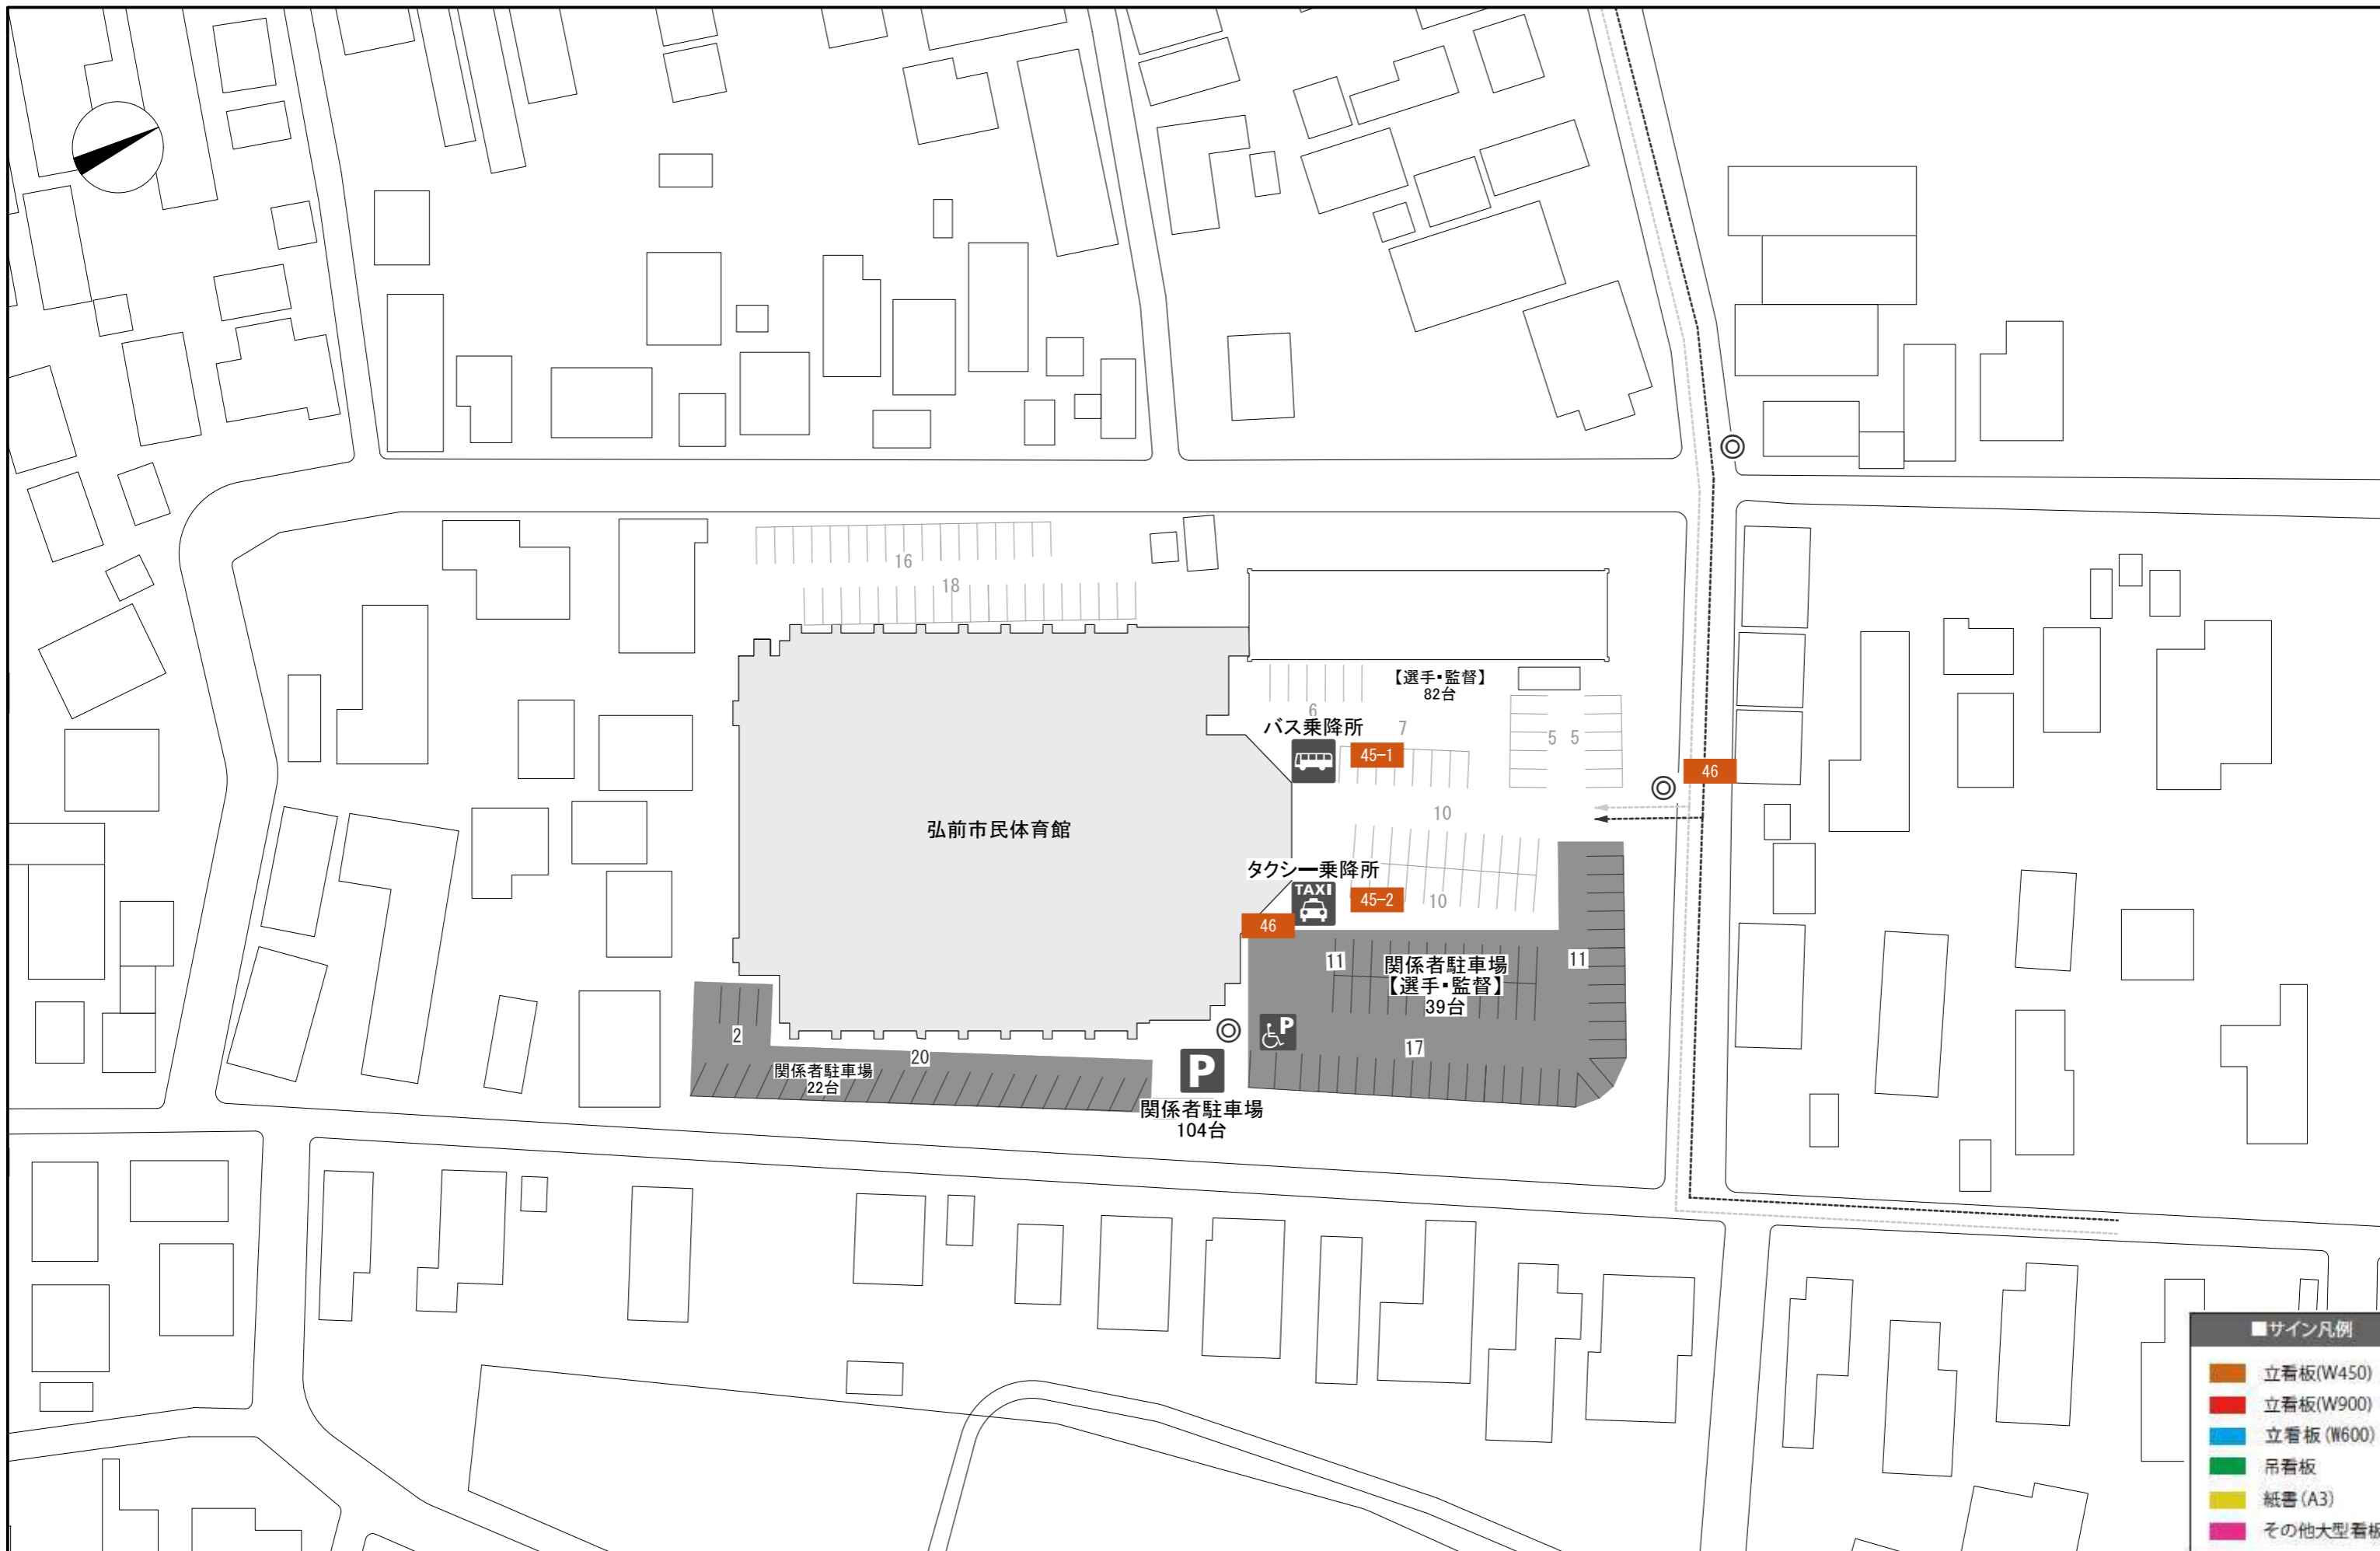 16
18
【選手・監督】
82台
6
バス乗降所
7
5 5
45-1
46
10
弘前市民体育館
タクシー乗降所
TAXI
45-2
10
46
11
関係者駐車場
【選手・監督】
39台
11
P
2
20
17
関係者駐車場
22台
P
関係者駐車場
104台
■サイン凡例
立看板(W450)
立看板(W900)
立看板(W600)
吊看板
紙書(A3)
その他大型看板